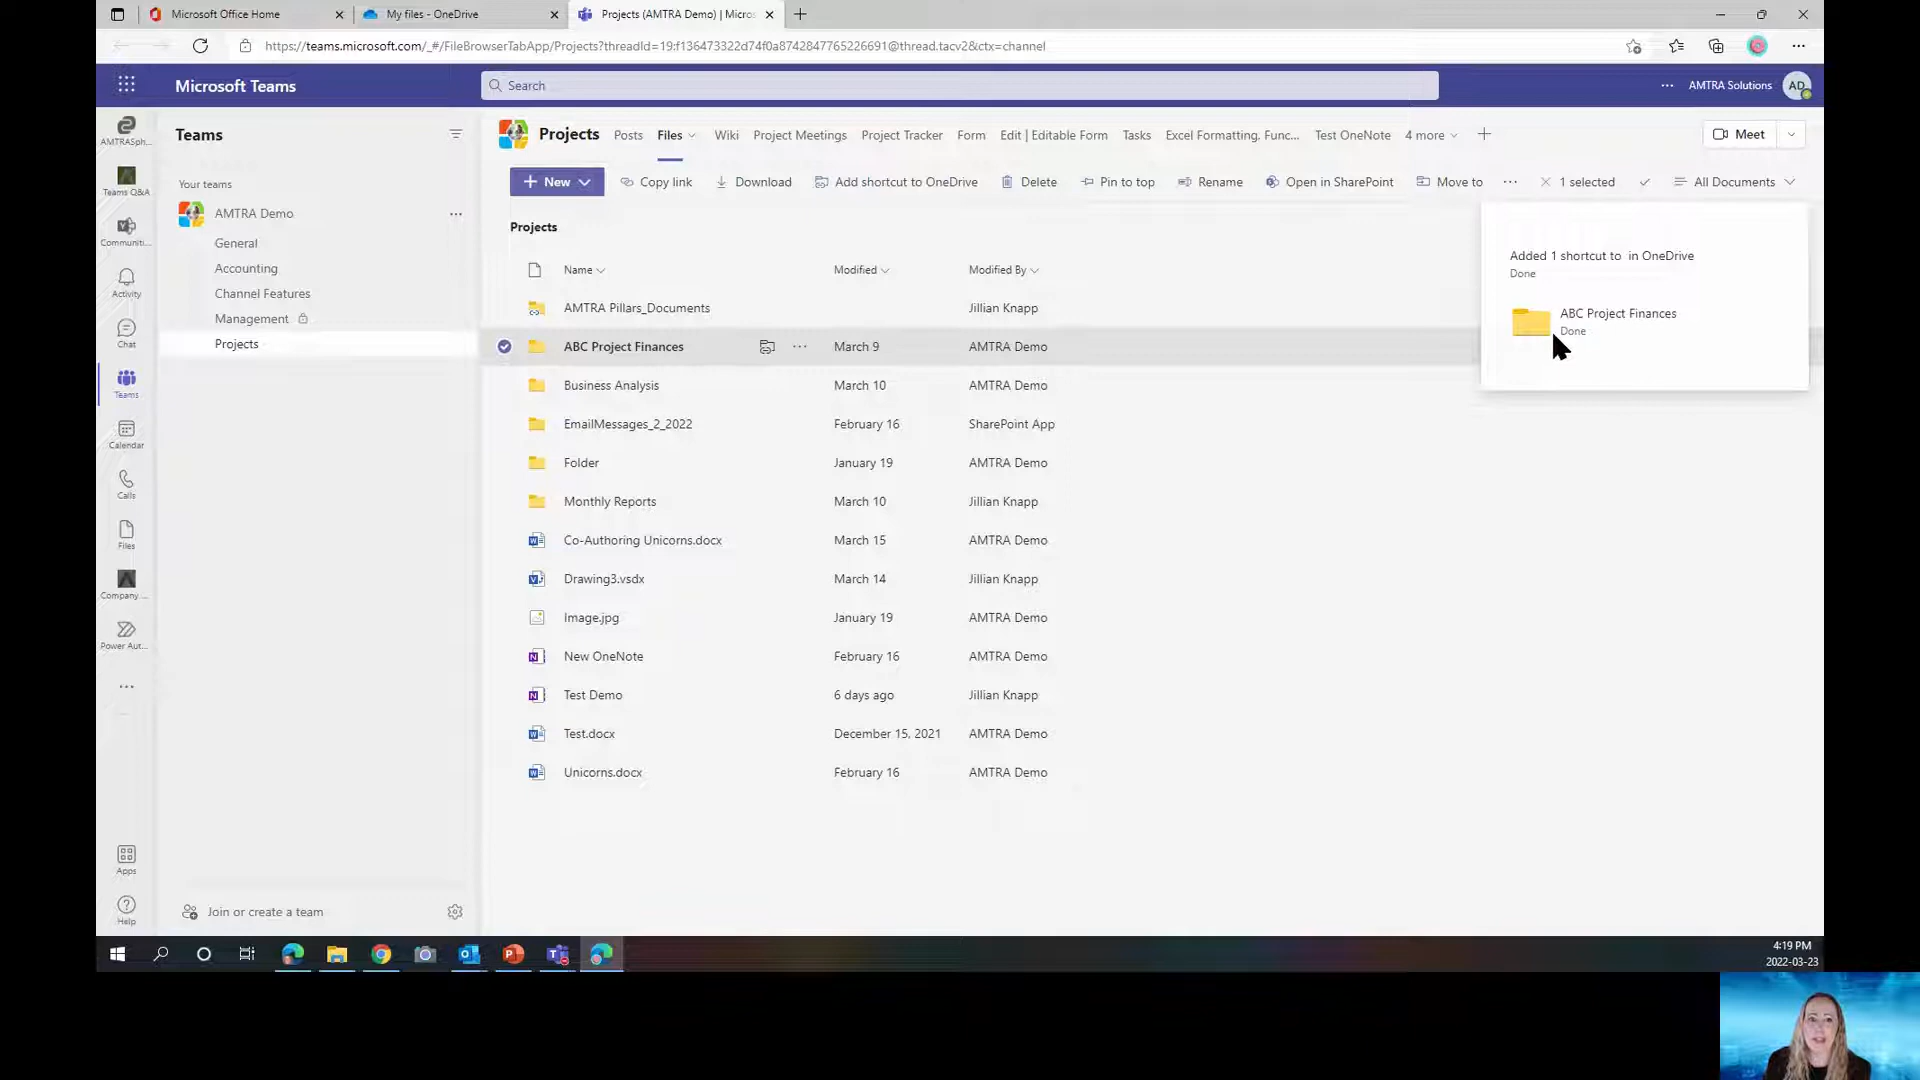 Microsoft Office Home
My files - OneDrive
Projects (AMTRA Demo) | Micros
https://teams.microsoft.com/_#/FileBrowserTabApp/Projects?threadId=19:f136473322d74f0a8742847765226691@thread.tacv2&ctx=channel
Microsoft Teams
Search
AMTRA Solutions
AD
AMTRASph...
Teams Q&A
Communiti...
Activity
Chat
Teams
Calendar
Calls
Files
Company ...
Power Aut...
Apps
Help
Teams
Your teams
AMTRA Demo
General
Accounting
Channel Features
Management
Projects
Join or create a team
Projects Posts Files Wiki Project Meetings Project Tracker Form Edit | Editable Form Tasks Excel Formatting, Func... Test OneNote 4 more
Meet
New Copy link Download Add shortcut to OneDrive Delete Pin to top Rename Open in SharePoint Move to 1 selected All Documents
Projects
Name Modified Modified By
AMTRA Pillars_Documents Jillian Knapp
ABC Project Finances March 9 AMTRA Demo
Business Analysis March 10 AMTRA Demo
EmailMessages_2_2022 February 16 SharePoint App
Folder January 19 AMTRA Demo
Monthly Reports March 10 Jillian Knapp
Co-Authoring Unicorns.docx March 15 AMTRA Demo
Drawing3.vsdx March 14 Jillian Knapp
Image.jpg January 19 AMTRA Demo
New OneNote February 16 AMTRA Demo
Test Demo 6 days ago Jillian Knapp
Test.docx December 15, 2021 AMTRA Demo
Unicorns.docx February 16 AMTRA Demo
Added 1 shortcut to in OneDrive
Done
ABC Project Finances
Done
4:19 PM
2022-03-23